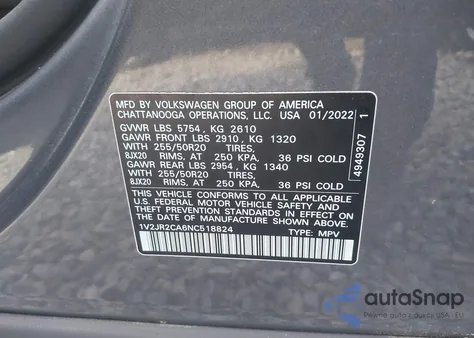 MFD BY VOLKSWAGEN GROUP OF AMERICA
CHATTANOOGA OPERATIONS, LLC. USA 01/2022
GVWR LBS 5754, KG 2610
GAWR FRONT LBS 2910, KG 1320
WITH 255/50R20 TIRES,
8JX20 RIMS, AT 250 KPA. 36 PSI COLD
GAWR REAR LBS 2954, KG 1340
WITH 255/50R20 TIRES,
8JX20 RIMS, AT 250 KPA. 36 PSI COLD
THIS VEHICLE CONFORMS TO ALL APPLICABLE
U.S. FEDERAL MOTOR VEHICLE SAFETY
STANDARDS IN EFFECT ON THE
DATE OF MANUFACTURE SHOWN ABOVE.
1V2JR2CA6NC518824 TYPE: MPV
4949307 1
autoSnap